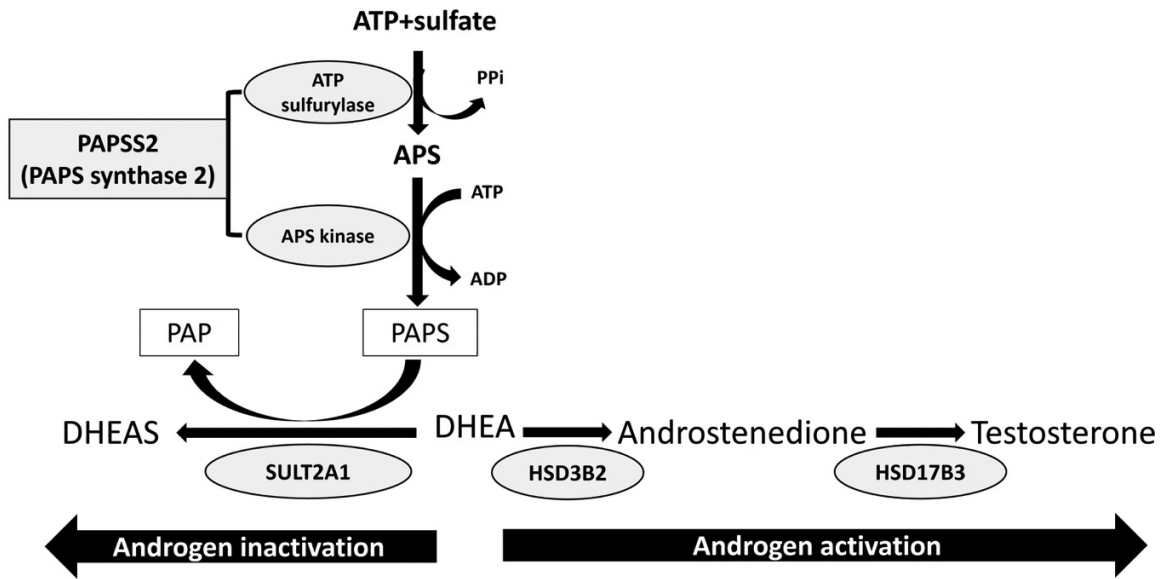 ATP+sulfate
ATP
sulfurylase
PPi
PAPSS2
(PAPS synthase 2)
APS
ATP
APS kinase
ADP
PAP
PAPS
DHEAS
DHEA
Androstenedione
Testosterone
SULT2A1
HSD3B2
HSD17B3
Androgen inactivation
Androgen activation